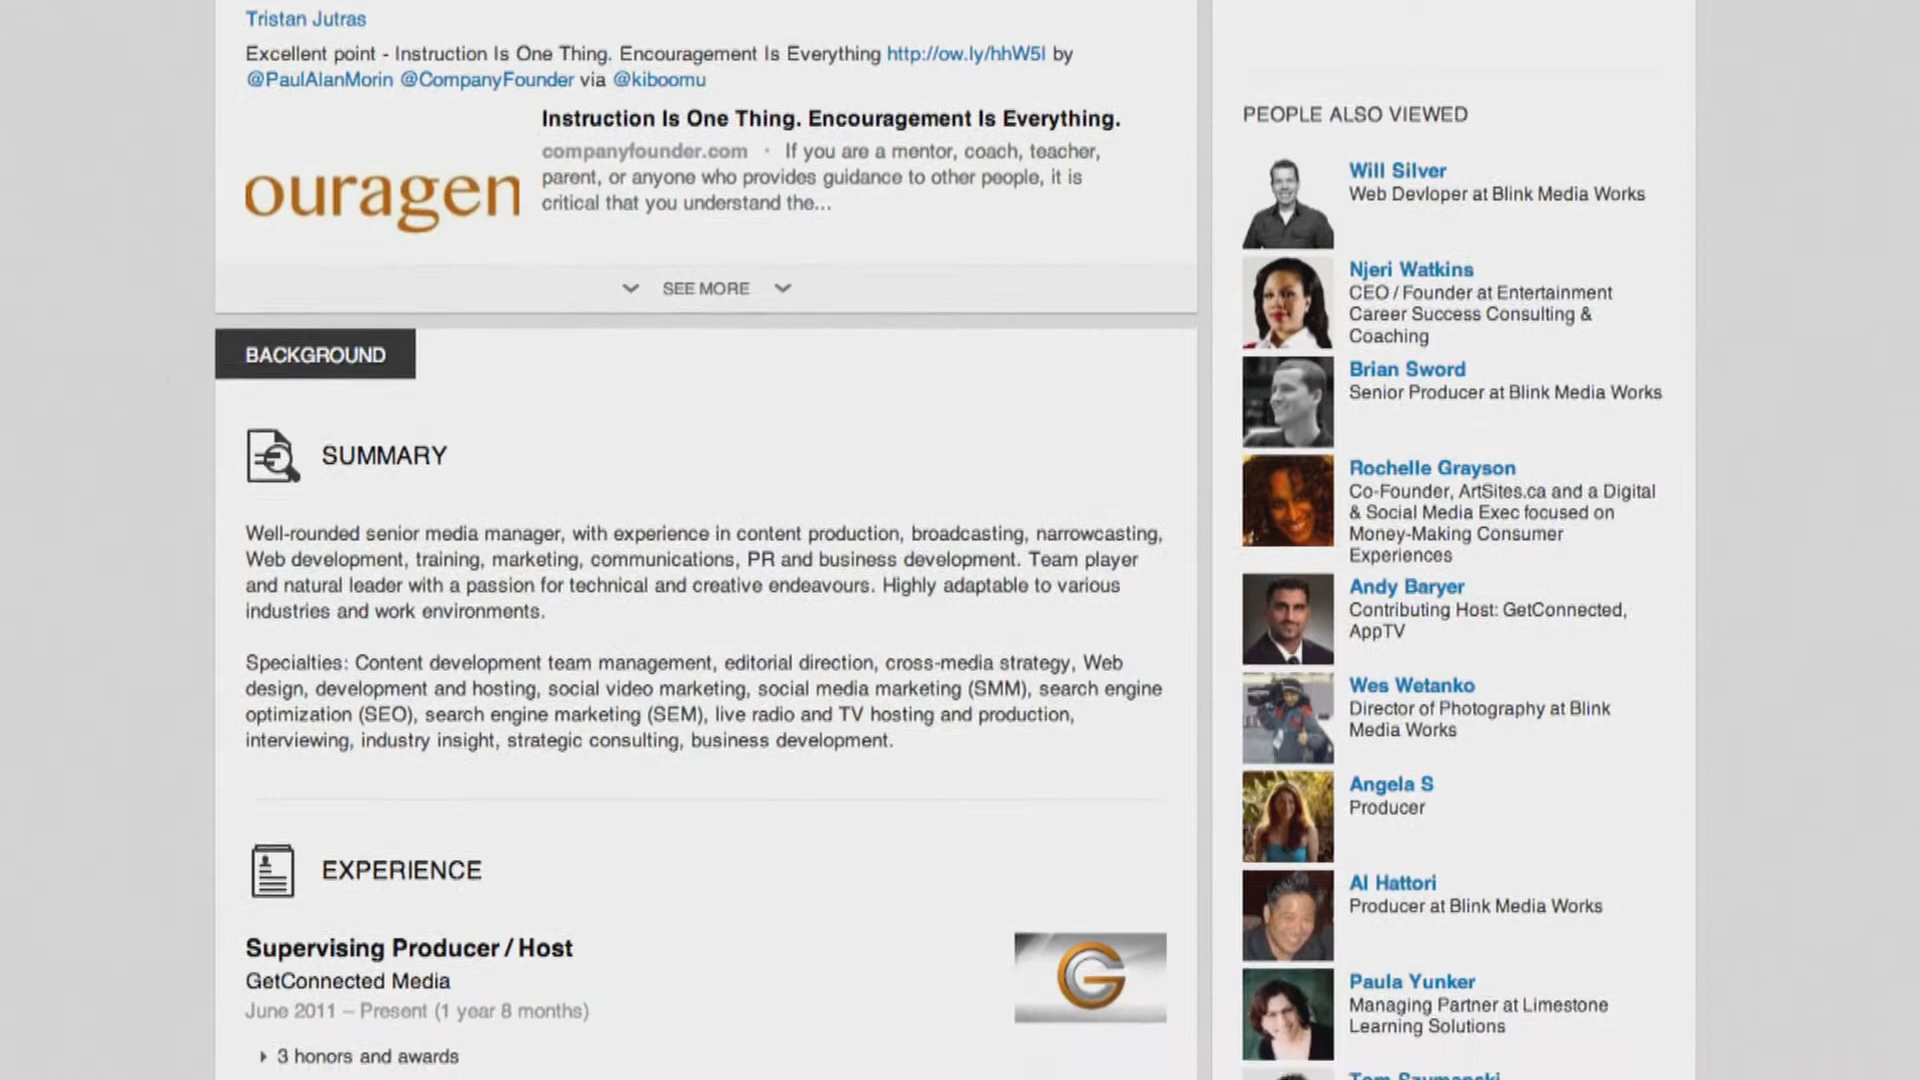 Tristan Jutras
Excellent point - Instruction Is One Thing. Encouragement Is Everything http://ow.ly/hhW5I by
@PaulAlanMorin @CompanyFounder via @kiboomu
Instruction Is One Thing. Encouragement Is Everything.
companyfounder.com · If you are a mentor, coach, teacher,
parent, or anyone who provides guidance to other people, it is
critical that you understand the...
ouragen
SEE MORE
BACKGROUND
SUMMARY
Well-rounded senior media manager, with experience in content production, broadcasting, narrowcasting,
Web development, training, marketing, communications, PR and business development. Team player
and natural leader with a passion for technical and creative endeavours. Highly adaptable to various
industries and work environments.
Specialties: Content development team management, editorial direction, cross-media strategy, Web
design, development and hosting, social video marketing, social media marketing (SMM), search engine
optimization (SEO), search engine marketing (SEM), live radio and TV hosting and production,
interviewing, industry insight, strategic consulting, business development.
EXPERIENCE
Supervising Producer / Host
GetConnected Media
June 2011 – Present (1 year 8 months)
3 honors and awards
PEOPLE ALSO VIEWED
Will Silver
Web Devloper at Blink Media Works
Njeri Watkins
CEO / Founder at Entertainment
Career Success Consulting &
Coaching
Brian Sword
Senior Producer at Blink Media Works
Rochelle Grayson
Co-Founder, ArtSites.ca and a Digital
& Social Media Exec focused on
Money-Making Consumer
Experiences
Andy Baryer
Contributing Host: GetConnected,
AppTV
Wes Wetanko
Director of Photography at Blink
Media Works
Angela S
Producer
Al Hattori
Producer at Blink Media Works
Paula Yunker
Managing Partner at Limestone
Learning Solutions